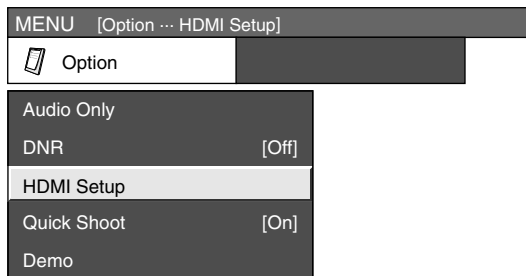 MENU [Option ··· HDMI Setup]
Option
Audio Only
DNR [Off]
HDMI Setup
Quick Shoot [On]
Demo